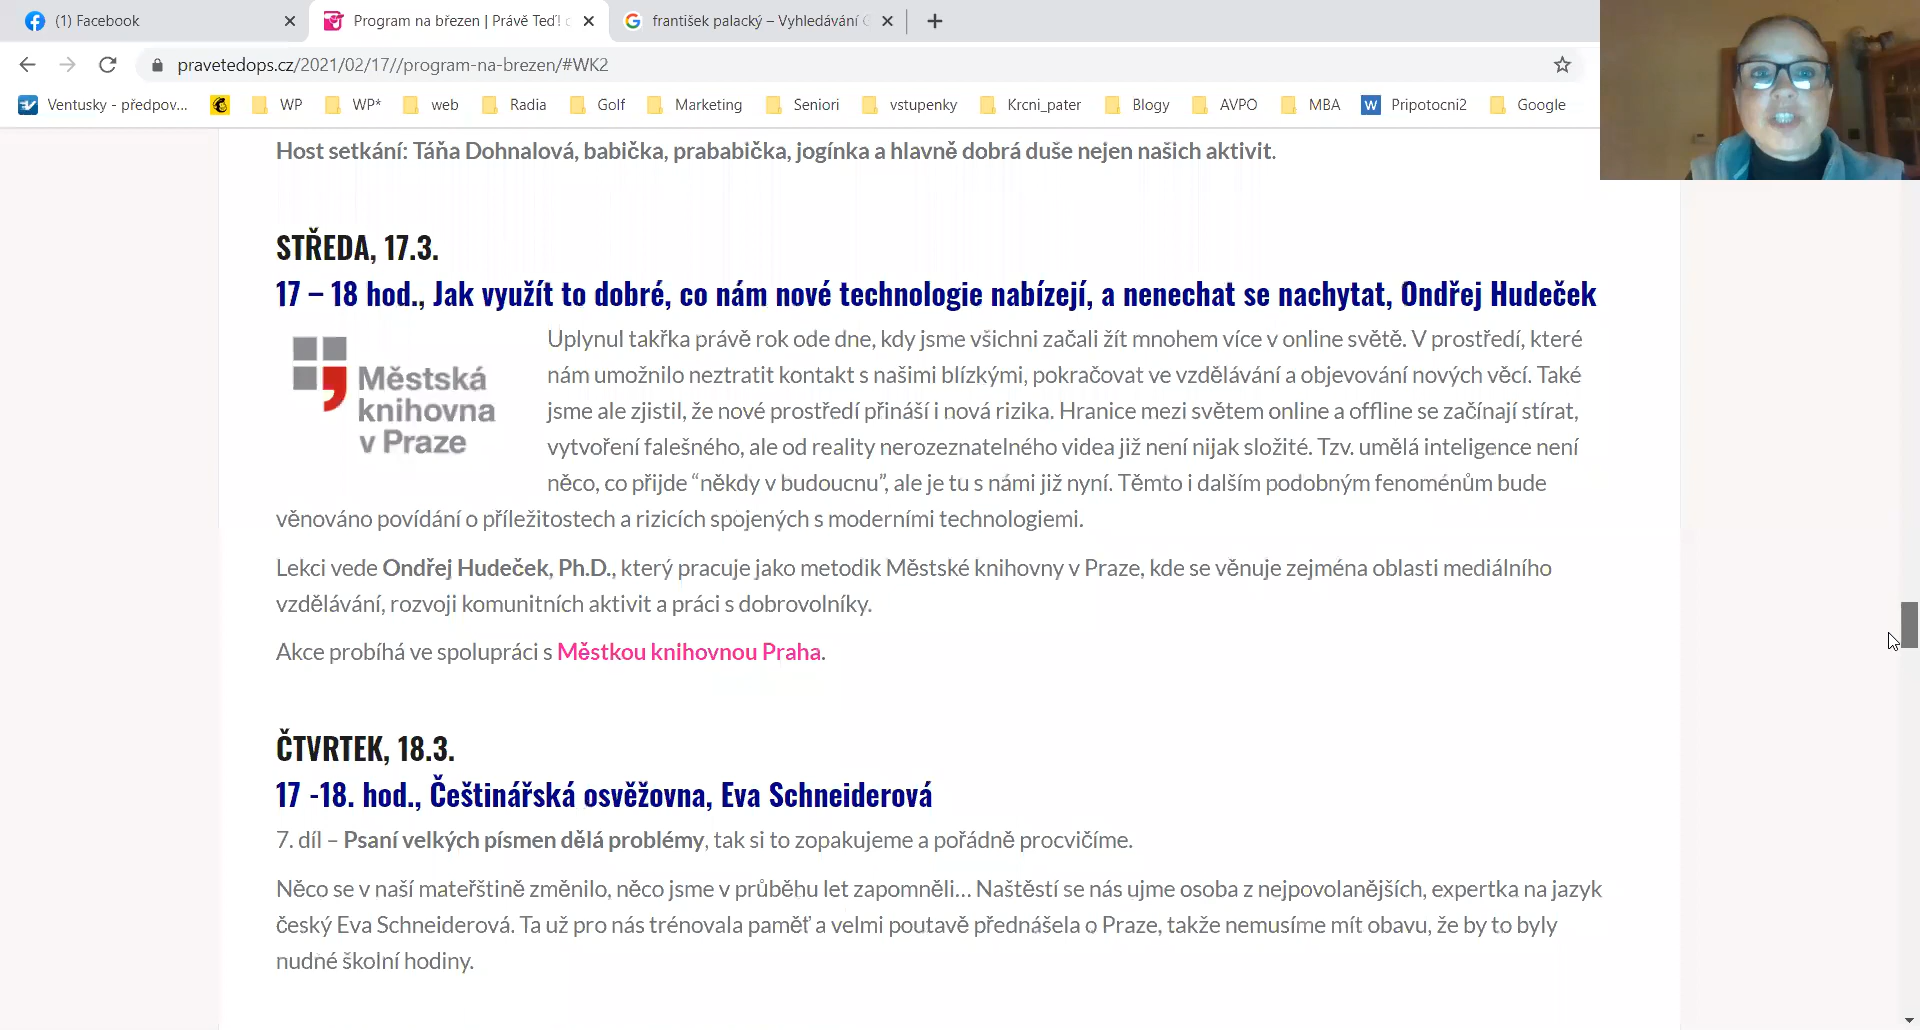 (1) Facebook
Program na březen | Právě Teď! o
františek palacký – Vyhledávání G
pravetedops.cz/2021/02/17//program-na-brezen/#WK2
Ventusky - předpov... WP WP* web Radia Golf Marketing Seniori vstupenky Krcni_pater Blogy AVPO MBA Pripotocni2 Google
Host setkání: Táňa Dohnalová, babička, prababička, jogínka a hlavně dobrá duše nejen našich aktivit.
STŘEDA, 17.3.
17 – 18 hod., Jak využít to dobré, co nám nové technologie nabízejí, a nenechat se nachytat, Ondřej Hudeček
Městská
knihovna
v Praze
Uplynul takřka právě rok ode dne, kdy jsme všichni začali žít mnohem více v online světě. V prostředí, které
nám umožnilo neztratit kontakt s našimi blízkými, pokračovat ve vzdělávání a objevování nových věcí. Také
jsme ale zjistil, že nové prostředí přináší i nová rizika. Hranice mezi světem online a offline se začínají stírat,
vytvoření falešného, ale od reality nerozeznatelného videa již není nijak složité. Tzv. umělá inteligence není
něco, co přijde “někdy v budoucnu”, ale je tu s námi již nyní. Těmto i dalším podobným fenoménům bude
věnováno povídání o příležitostech a rizicích spojených s moderními technologiemi.
Lekci vede Ondřej Hudeček, Ph.D., který pracuje jako metodik Městské knihovny v Praze, kde se věnuje zejména oblasti mediálního
vzdělávání, rozvoji komunitních aktivit a práci s dobrovolníky.
Akce probíhá ve spolupráci s Městkou knihovnou Praha.
ČTVRTEK, 18.3.
17 -18. hod., Češtinářská osvěžovna, Eva Schneiderová
7. díl – Psaní velkých písmen dělá problémy, tak si to zopakujeme a pořádně procvičíme.
Něco se v naší mateřštině změnilo, něco jsme v průběhu let zapomněli... Naštěstí se nás ujme osoba z nejpovolanějších, expertka na jazyk
český Eva Schneiderová. Ta už pro nás trénovala paměť a velmi poutavě přednášela o Praze, takže nemusíme mít obavu, že by to byly
nudné školní hodiny.